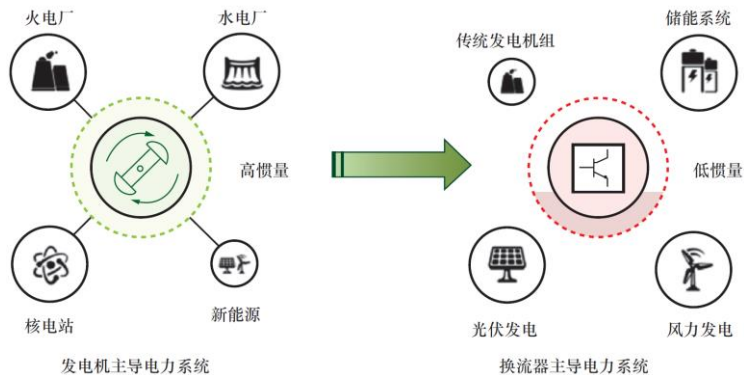 火电厂
水电厂
传统发电机组
储能系统
高惯量
低惯量
核电站
新能源
光伏发电
风力发电
发电机主导电力系统
换流器主导电力系统